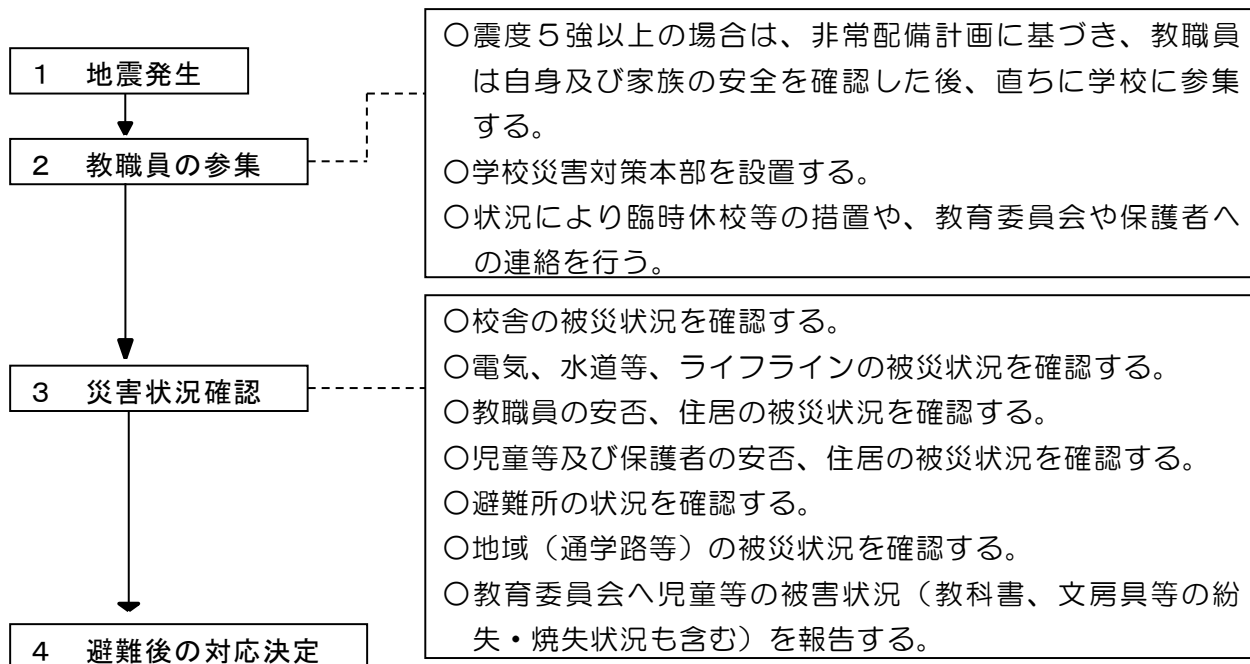 1 地震発生
2 教職員の参集
○震度５強以上の場合は、非常配備計画に基づき、教職員
は自身及び家族の安全を確認した後、直ちに学校に参集
する。
○学校災害対策本部を設置する。
○状況により臨時休校等の措置や、教育委員会や保護者へ
の連絡を行う。
3 災害状況確認
○校舎の被災状況を確認する。
○電気、水道等、ライフラインの被災状況を確認する。
○教職員の安否、住居の被災状況を確認する。
○児童等及び保護者の安否、住居の被災状況を確認する。
○避難所の状況を確認する。
○地域（通学路等）の被災状況を確認する。
○教育委員会へ児童等の被害状況（教科書、文房具等の紛
失・焼失状況も含む）を報告する。
4 避難後の対応決定